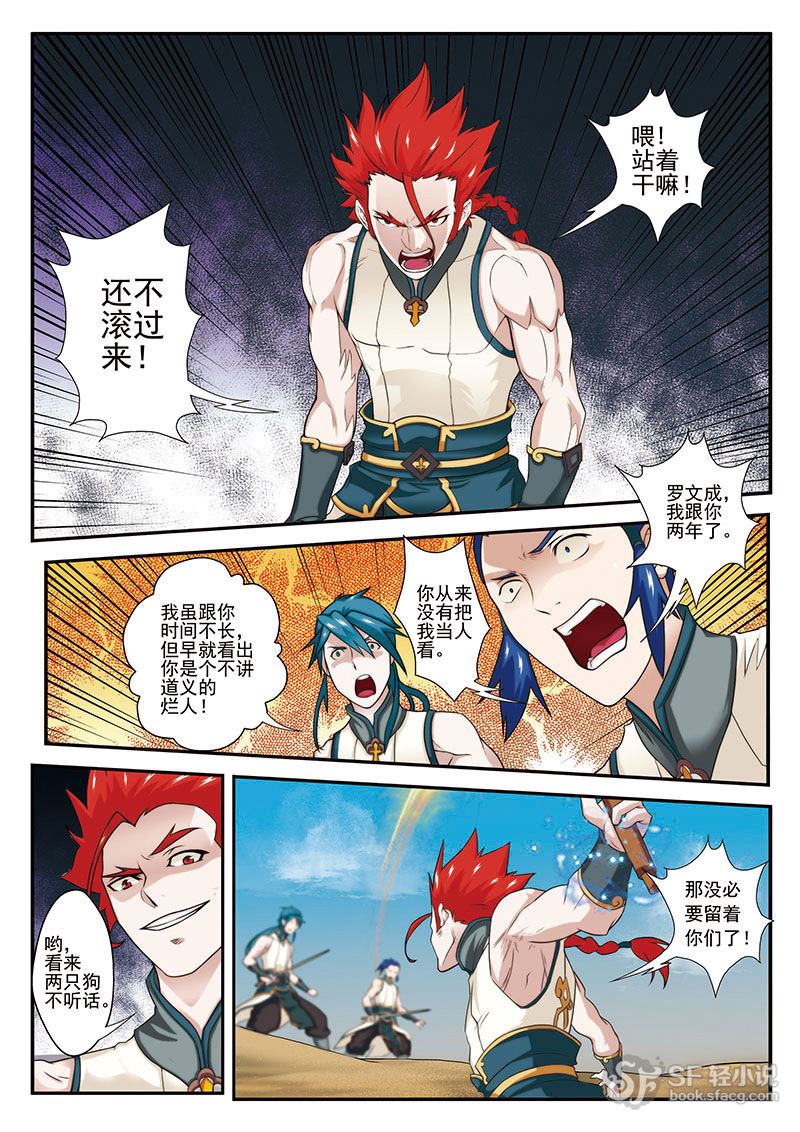 喂！
站着
干嘛！
还不
滚过
来！
罗文成，
我跟你
两年了。
你从来
没有把
我当人
看。
我虽跟你
时间不长，
但早就看出
你是个不讲
道义的
烂人！
哟，
看来
两只狗
不听话。
那没必
要留着
你们了！
SF轻小说
book.sfacg.com